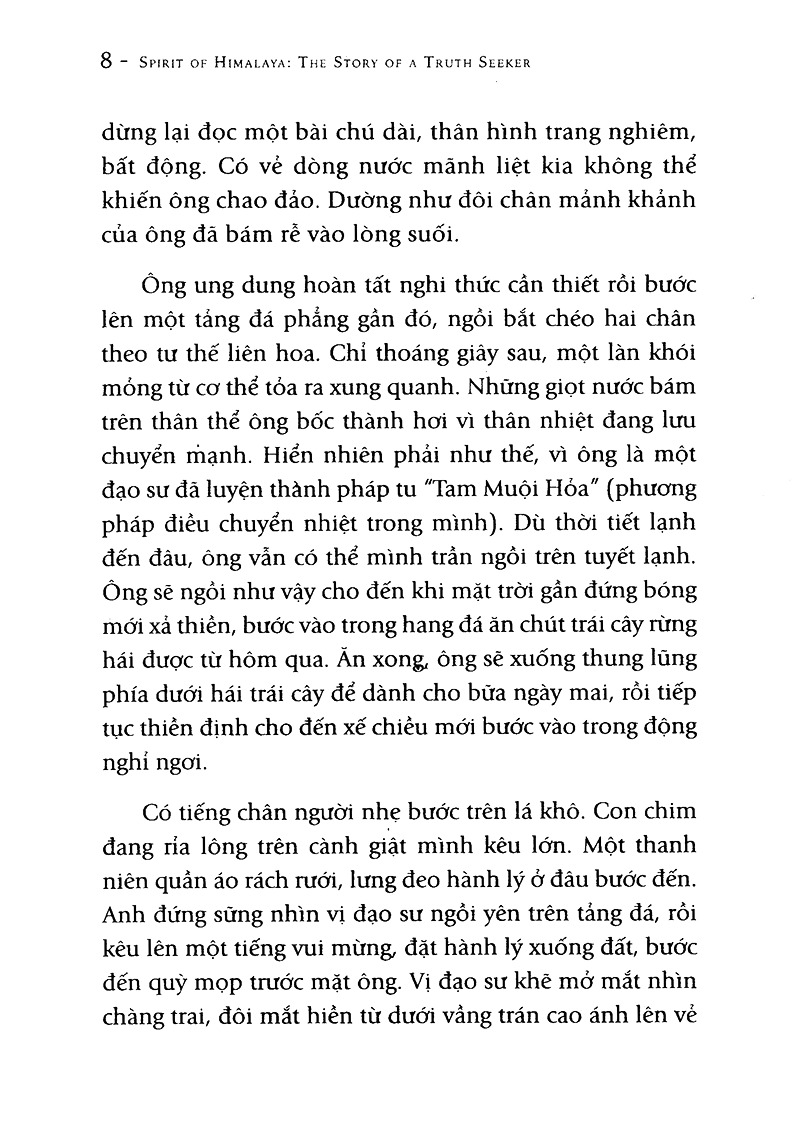 8 - SPIRIT OF HIMALAYA: THE STORY OF A TRUTH SEEKER
dừng lại đọc một bài chú dài, thân hình trang nghiêm,
bất động. Có vẻ dòng nước mãnh liệt kia không thể
khiến ông chao đảo. Dường như đôi chân mảnh khảnh
của ông đã bám rễ vào lòng suối.
Ông ung dung hoàn tất nghi thức cần thiết rồi bước
lên một tảng đá phẳng gần đó, ngồi bắt chéo hai chân
theo tư thế liên hoa. Chỉ thoáng giây sau, một làn khói
mỏng từ cơ thể tỏa ra xung quanh. Những giọt nước bám
trên thân thể ông bốc thành hơi vì thân nhiệt đang lưu
chuyển mạnh. Hiển nhiên phải như thế, vì ông là một
đạo sư đã luyện thành pháp tu "Tam Muội Hỏa" (phương
pháp điều chuyển nhiệt trong mình). Dù thời tiết lạnh
đến đâu, ông vẫn có thể mình trần ngồi trên tuyết lạnh.
Ông sẽ ngồi như vậy cho đến khi mặt trời gần đứng bóng
mới xả thiền, bước vào trong hang đá ăn chút trái cây rừng
hái được từ hôm qua. Ăn xong, ông sẽ xuống thung lũng
phía dưới hái trái cây để dành cho bữa ngày mai, rồi tiếp
tục thiền định cho đến xế chiều mới bước vào trong động
nghỉ ngơi.
Có tiếng chân người nhẹ bước trên lá khô. Con chim
đang rỉa lông trên cành giật mình kêu lớn. Một thanh
niên quần áo rách rưới, lưng đeo hành lý ở đâu bước đến.
Anh đứng sững nhìn vị đạo sư ngồi yên trên tảng đá, rồi
kêu lên một tiếng vui mừng, đặt hành lý xuống đất, bước
đến quỳ mọp trước mặt ông. Vị đạo sư khẽ mở mắt nhìn
chàng trai, đôi mắt hiền từ dưới vầng trán cao ánh lên vẻ